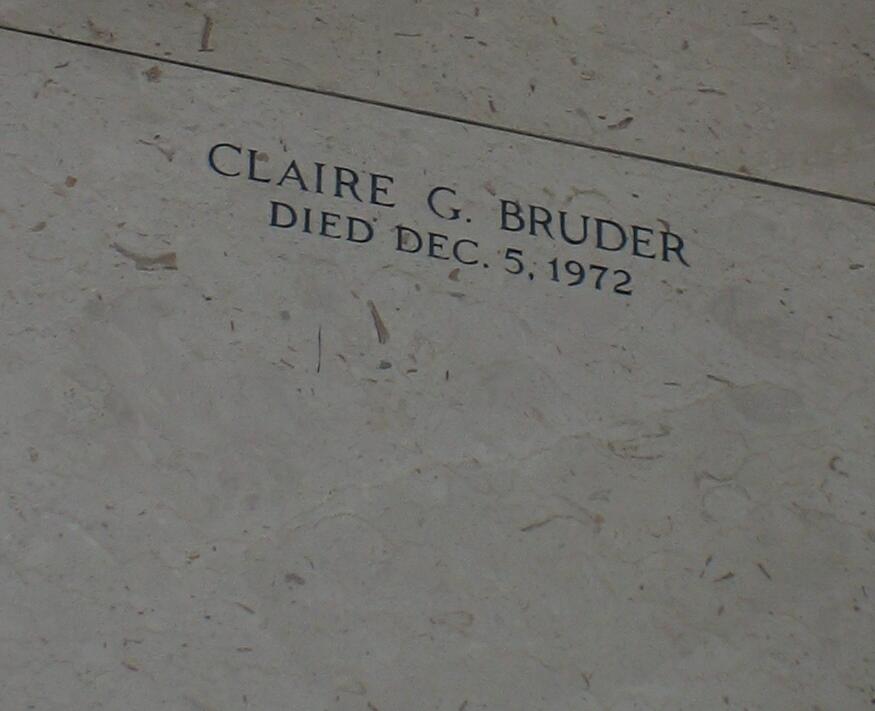 CLAIRE G. BRUDER
DIED DEC. 5, 1972